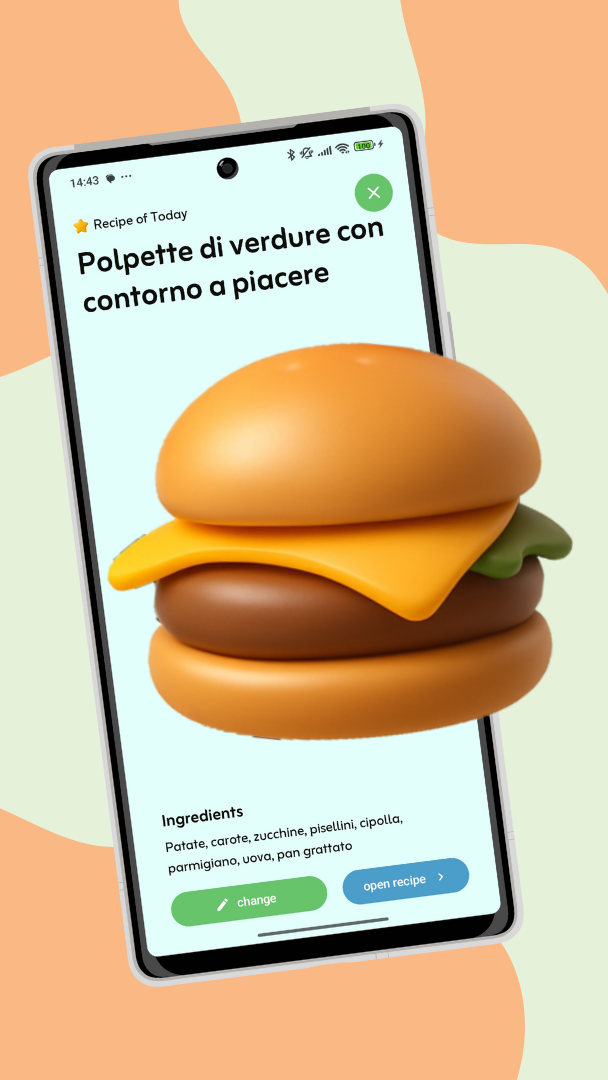 14:43
100
Recipe of Today
Polpette di verdure con
contorno a piacere
Ingredients
Patate, carote, zucchine, pisellini, cipolla,
parmigiano, uova, pan grattato
change
open recipe